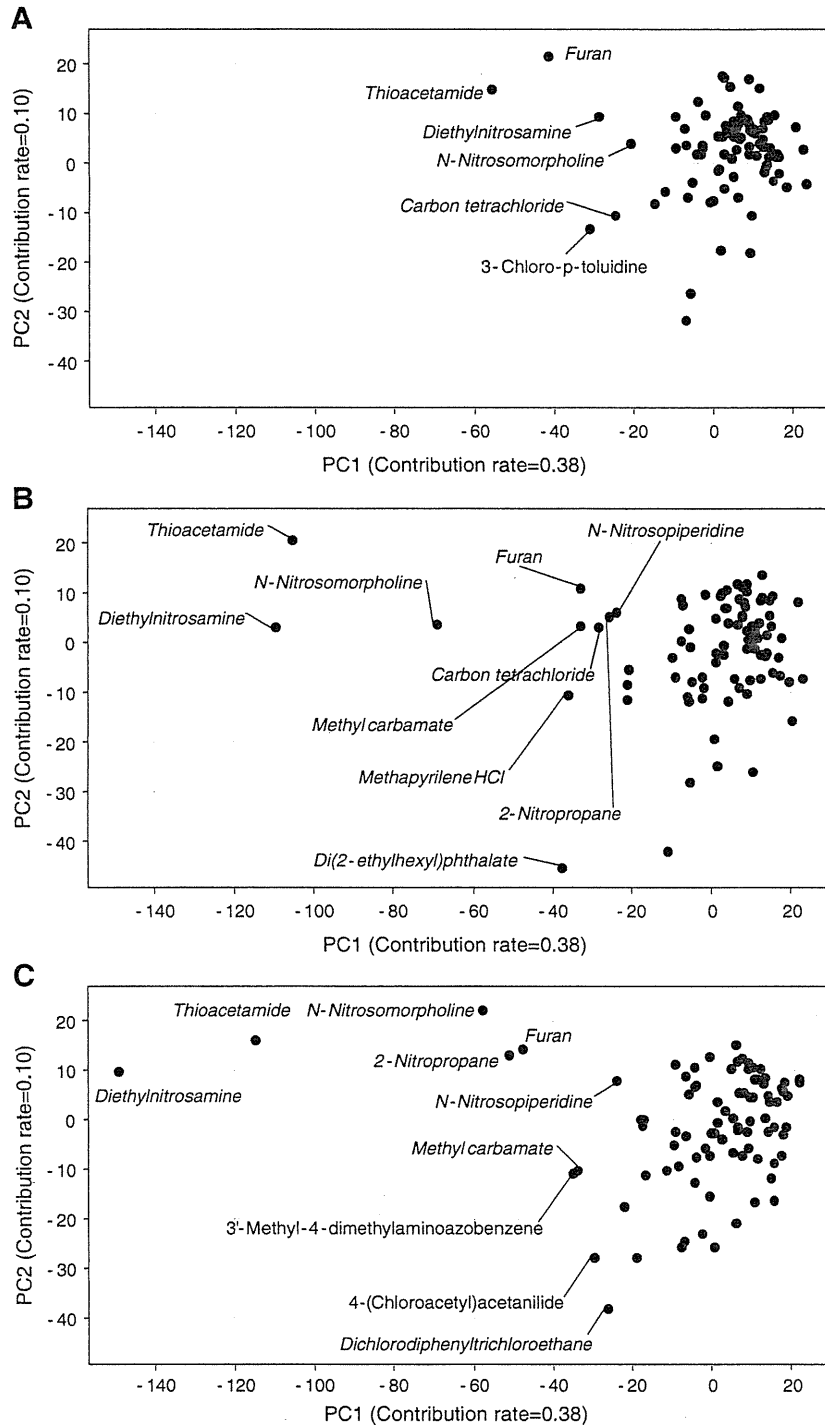 A
Furan
Thioacetamide
Diethylnitrosamine
N-Nitrosomorpholine
Carbon tetrachloride
3-Chloro-p-toluidine
20
10
0
-10
-20
-30
-40
PC2 (Contribution rate=0.10)
-140 -120 -100 -80 -60 -40 -20 0 20
PC1 (Contribution rate=0.38)
B
Thioacetamide
N-Nitrosopiperidine
Furan
N-Nitrosomorpholine
Diethylnitrosamine
Carbon tetrachloride
Methyl carbamate
Methapyrilene HCl
2-Nitropropane
Di(2-ethylhexyl)phthalate
20
10
0
-10
-20
-30
-40
PC2 (Contribution rate=0.10)
-140 -120 -100 -80 -60 -40 -20 0 20
PC1 (Contribution rate=0.38)
C
Thioacetamide N-Nitrosomorpholine
Furan
2-Nitropropane
Diethylnitrosamine
N-Nitrosopiperidine
Methyl carbamate
3'-Methyl-4-dimethylaminoazobenzene
4-(Chloroacetyl)acetanilide
Dichlorodiphenyltrichloroethane
20
10
0
-10
-20
-30
-40
PC2 (Contribution rate=0.10)
-140 -120 -100 -80 -60 -40 -20 0 20
PC1 (Contribution rate=0.38)